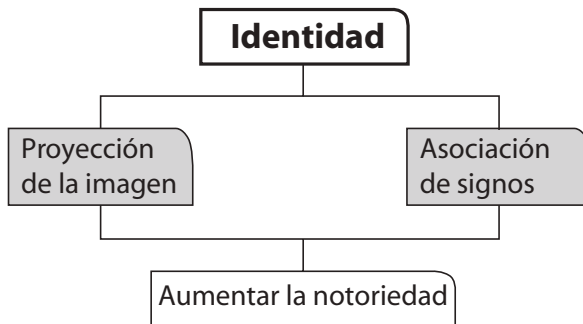 Identidad
Proyección
de la imagen
Asociación
de signos
Aumentar la notoriedad